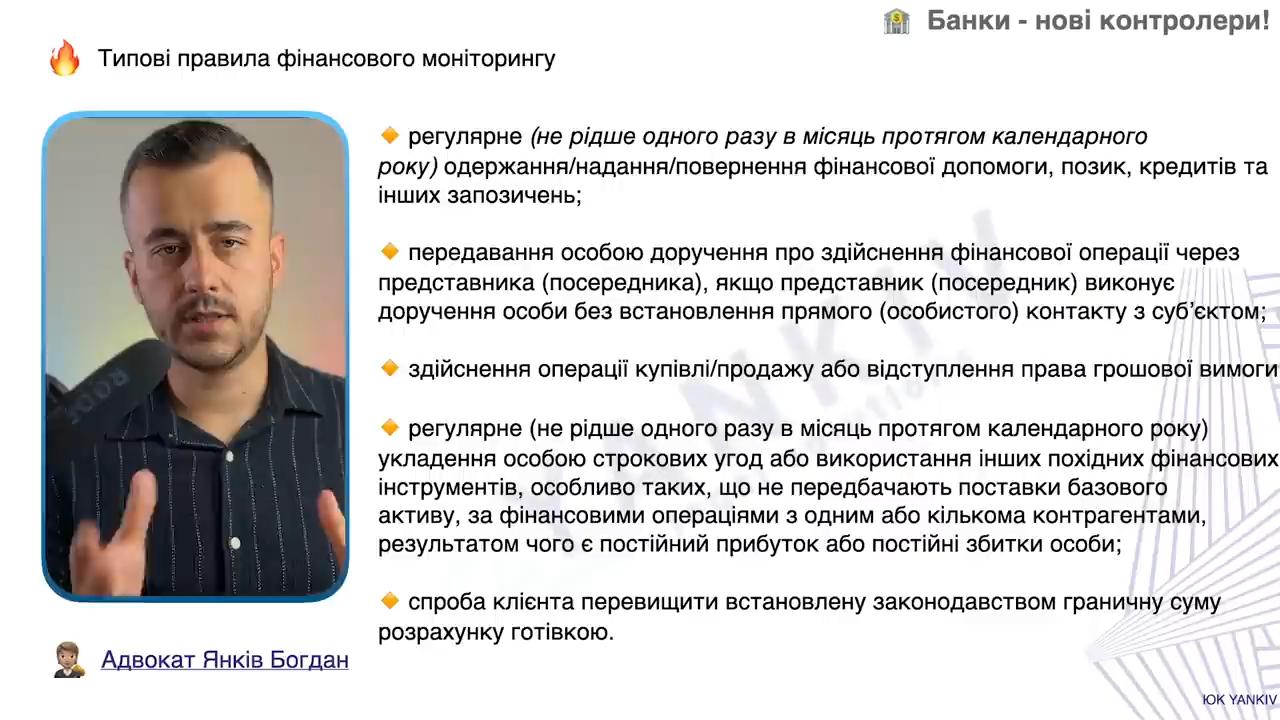 Банки - нові контролери!
Типові правила фінансового моніторингу
регулярне (не рідше одного разу в місяць протягом календарного
року) одержання/надання/повернення фінансової допомоги, позик, кредитів та
інших запозичень;
передавання особою доручення про здійснення фінансової операції через
представника (посередника), якщо представник (посередник) виконує
доручення особи без встановлення прямого (особистого) контакту з суб’єктом;
здійснення операції купівлі/продажу або відступлення права грошової вимоги
регулярне (не рідше одного разу в місяць протягом календарного року)
укладення особою строкових угод або використання інших похідних фінансових
інструментів, особливо таких, що не передбачають поставки базового
активу, за фінансовими операціями з одним або кількома контрагентами,
результатом чого є постійний прибуток або постійні збитки особи;
спроба клієнта перевищити встановлену законодавством граничну суму
розрахунку готівкою.
Адвокат Янків Богдан
ЮК YANKIV
YANKIV
RODE